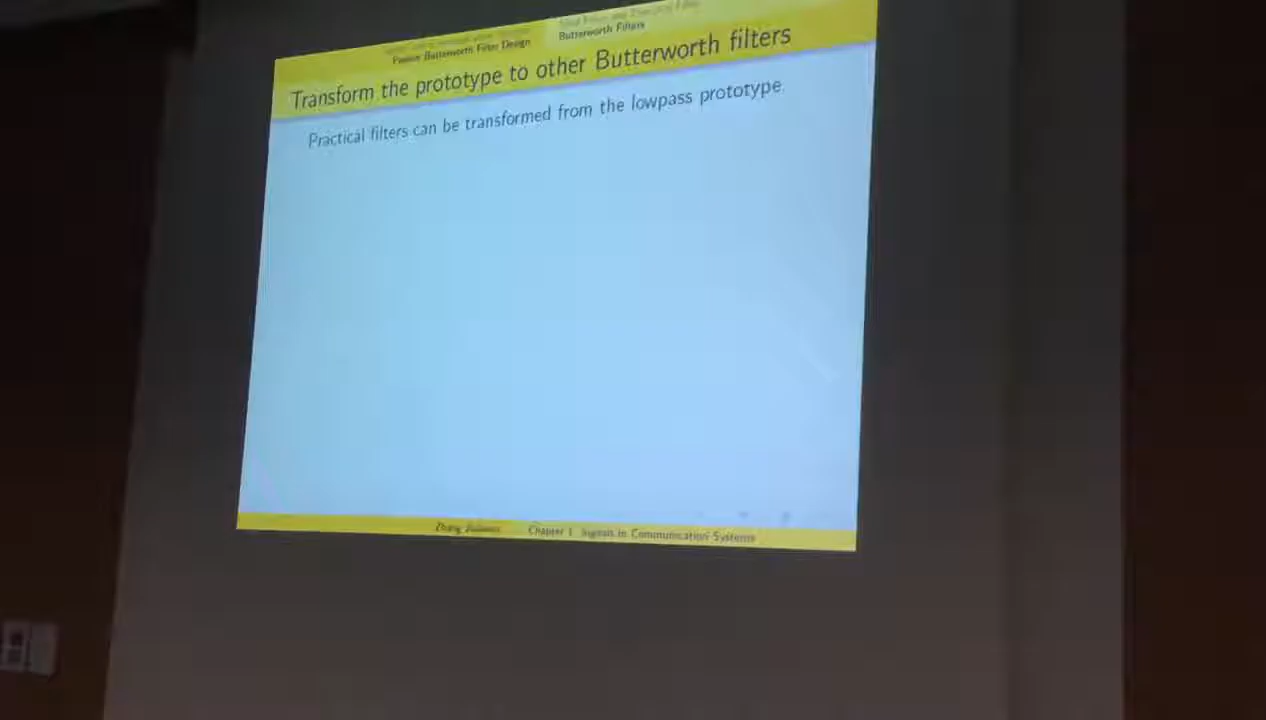 Passive Butterworth Filter Design
Butterworth Filters
Transform the prototype to other Butterworth filters
Practical filters can be transformed from the lowpass prototype.
Zhang
Chapter 1 Signals in Communication Systems